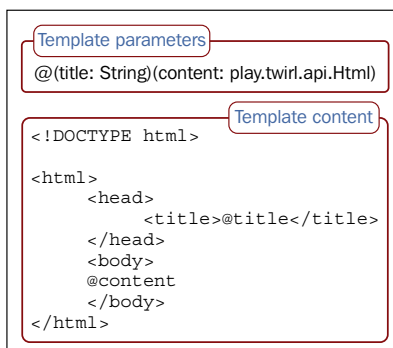 Template parameters
@(title: String)(content: play.twirl.api.Html)
Template content
<!DOCTYPE html>
<html>
<head>
<title>@title</title>
</head>
<body>
@content
</body>
</html>